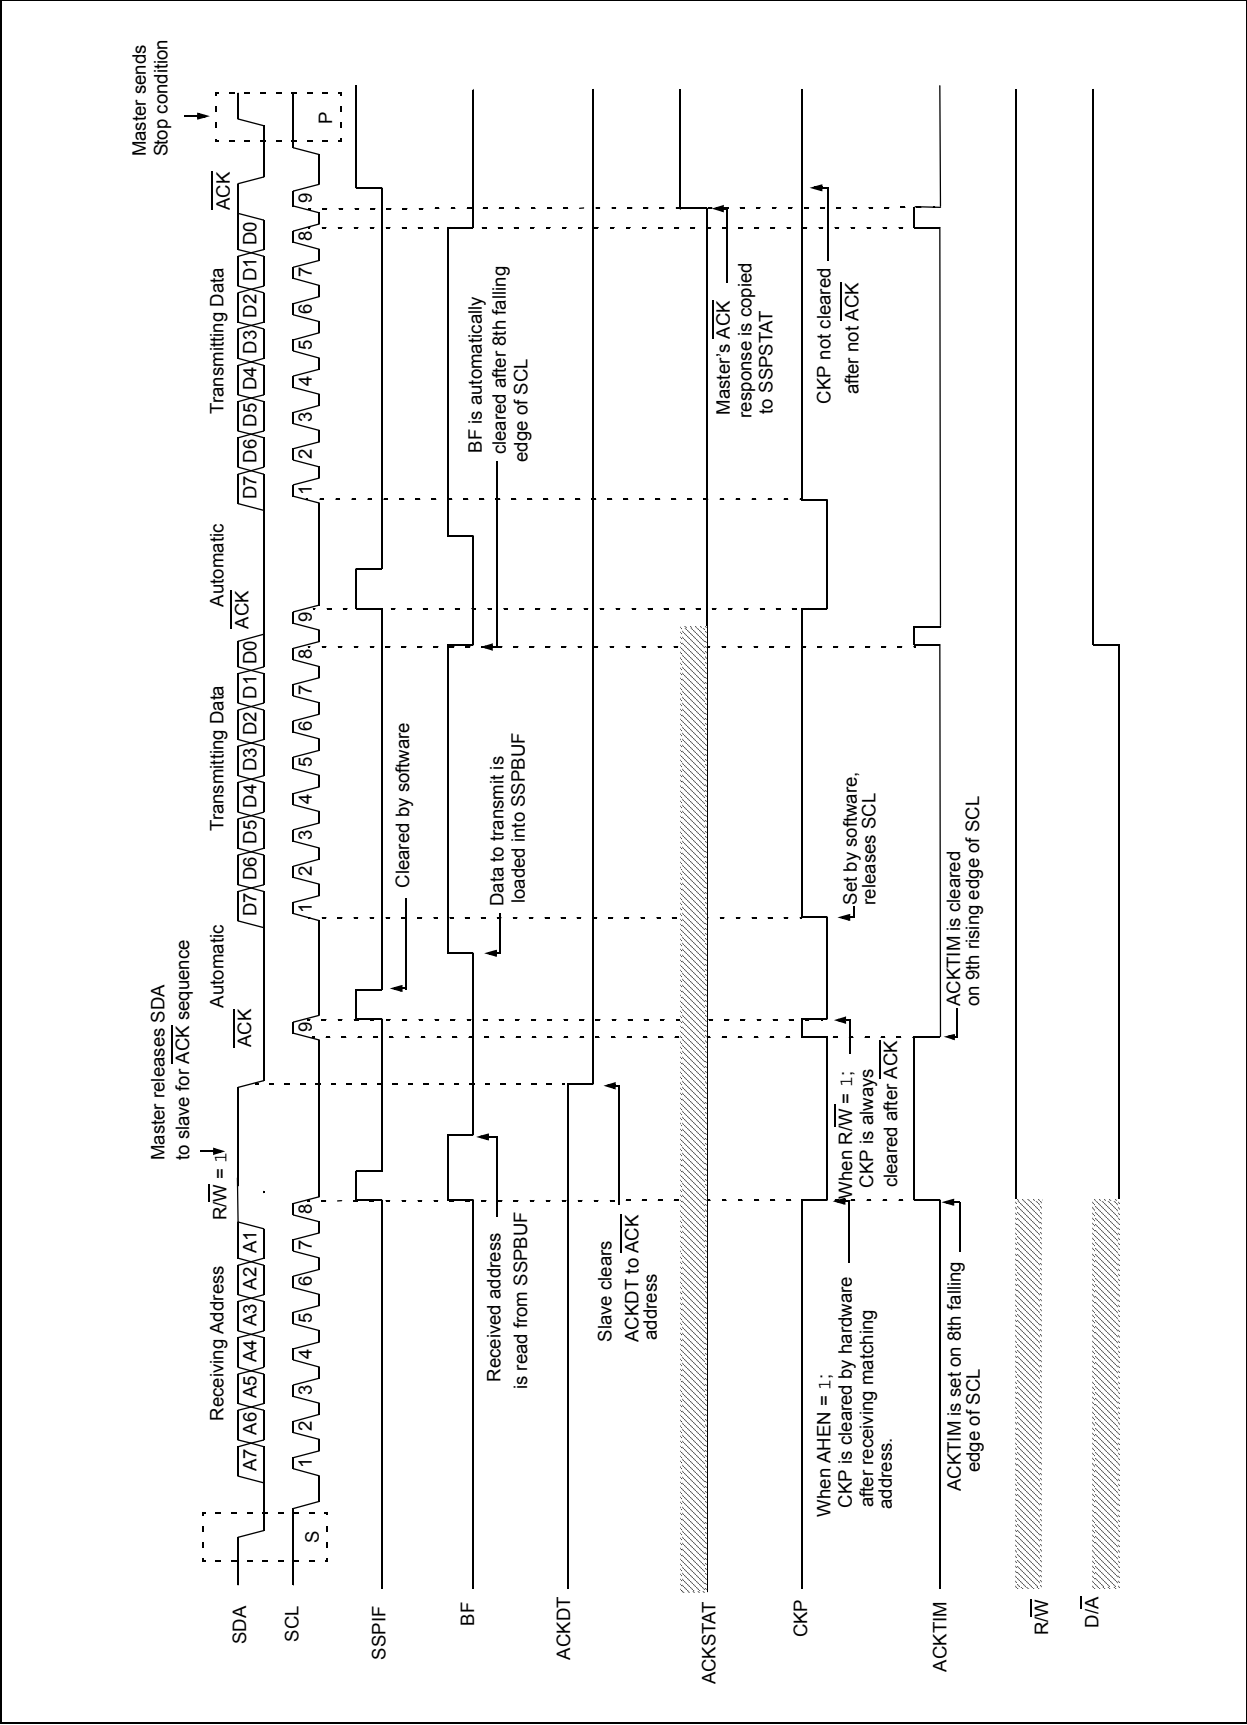 Master releases SDA
to slave for ACK sequence
Master sends
Stop condition
Receiving Address
R/W = 1
Automatic
Transmitting Data
Automatic
Transmitting Data
ACK
ACK
ACK
SDA
A7 A6 A5 A4 A3 A2 A1
D7 D6 D5 D4 D3 D2 D1 D0
D7 D6 D5 D4 D3 D2 D1 D0
SCL
S
1 2 3 4 5 6 7 8 9
1 2 3 4 5 6 7 8 9
1 2 3 4 5 6 7 8 9
P
SSPIF
Cleared by software
BF
Received address
is read from SSPBUF
Data to transmit is
loaded into SSPBUF
BF is automatically
cleared after 8th falling
edge of SCL
ACKDT
Slave clears
ACKDT to ACK
address
ACKSTAT
Master's ACK
response is copied
to SSPSTAT
CKP
When AHEN = 1;
CKP is cleared by hardware
after receiving matching
address.
When R/W = 1;
CKP is always
cleared after ACK
Set by software,
releases SCL
CKP not cleared
after not ACK
ACKTIM
ACKTIM is set on 8th falling
edge of SCL
ACKTIM is cleared
on 9th rising edge of SCL
R/W
D/A